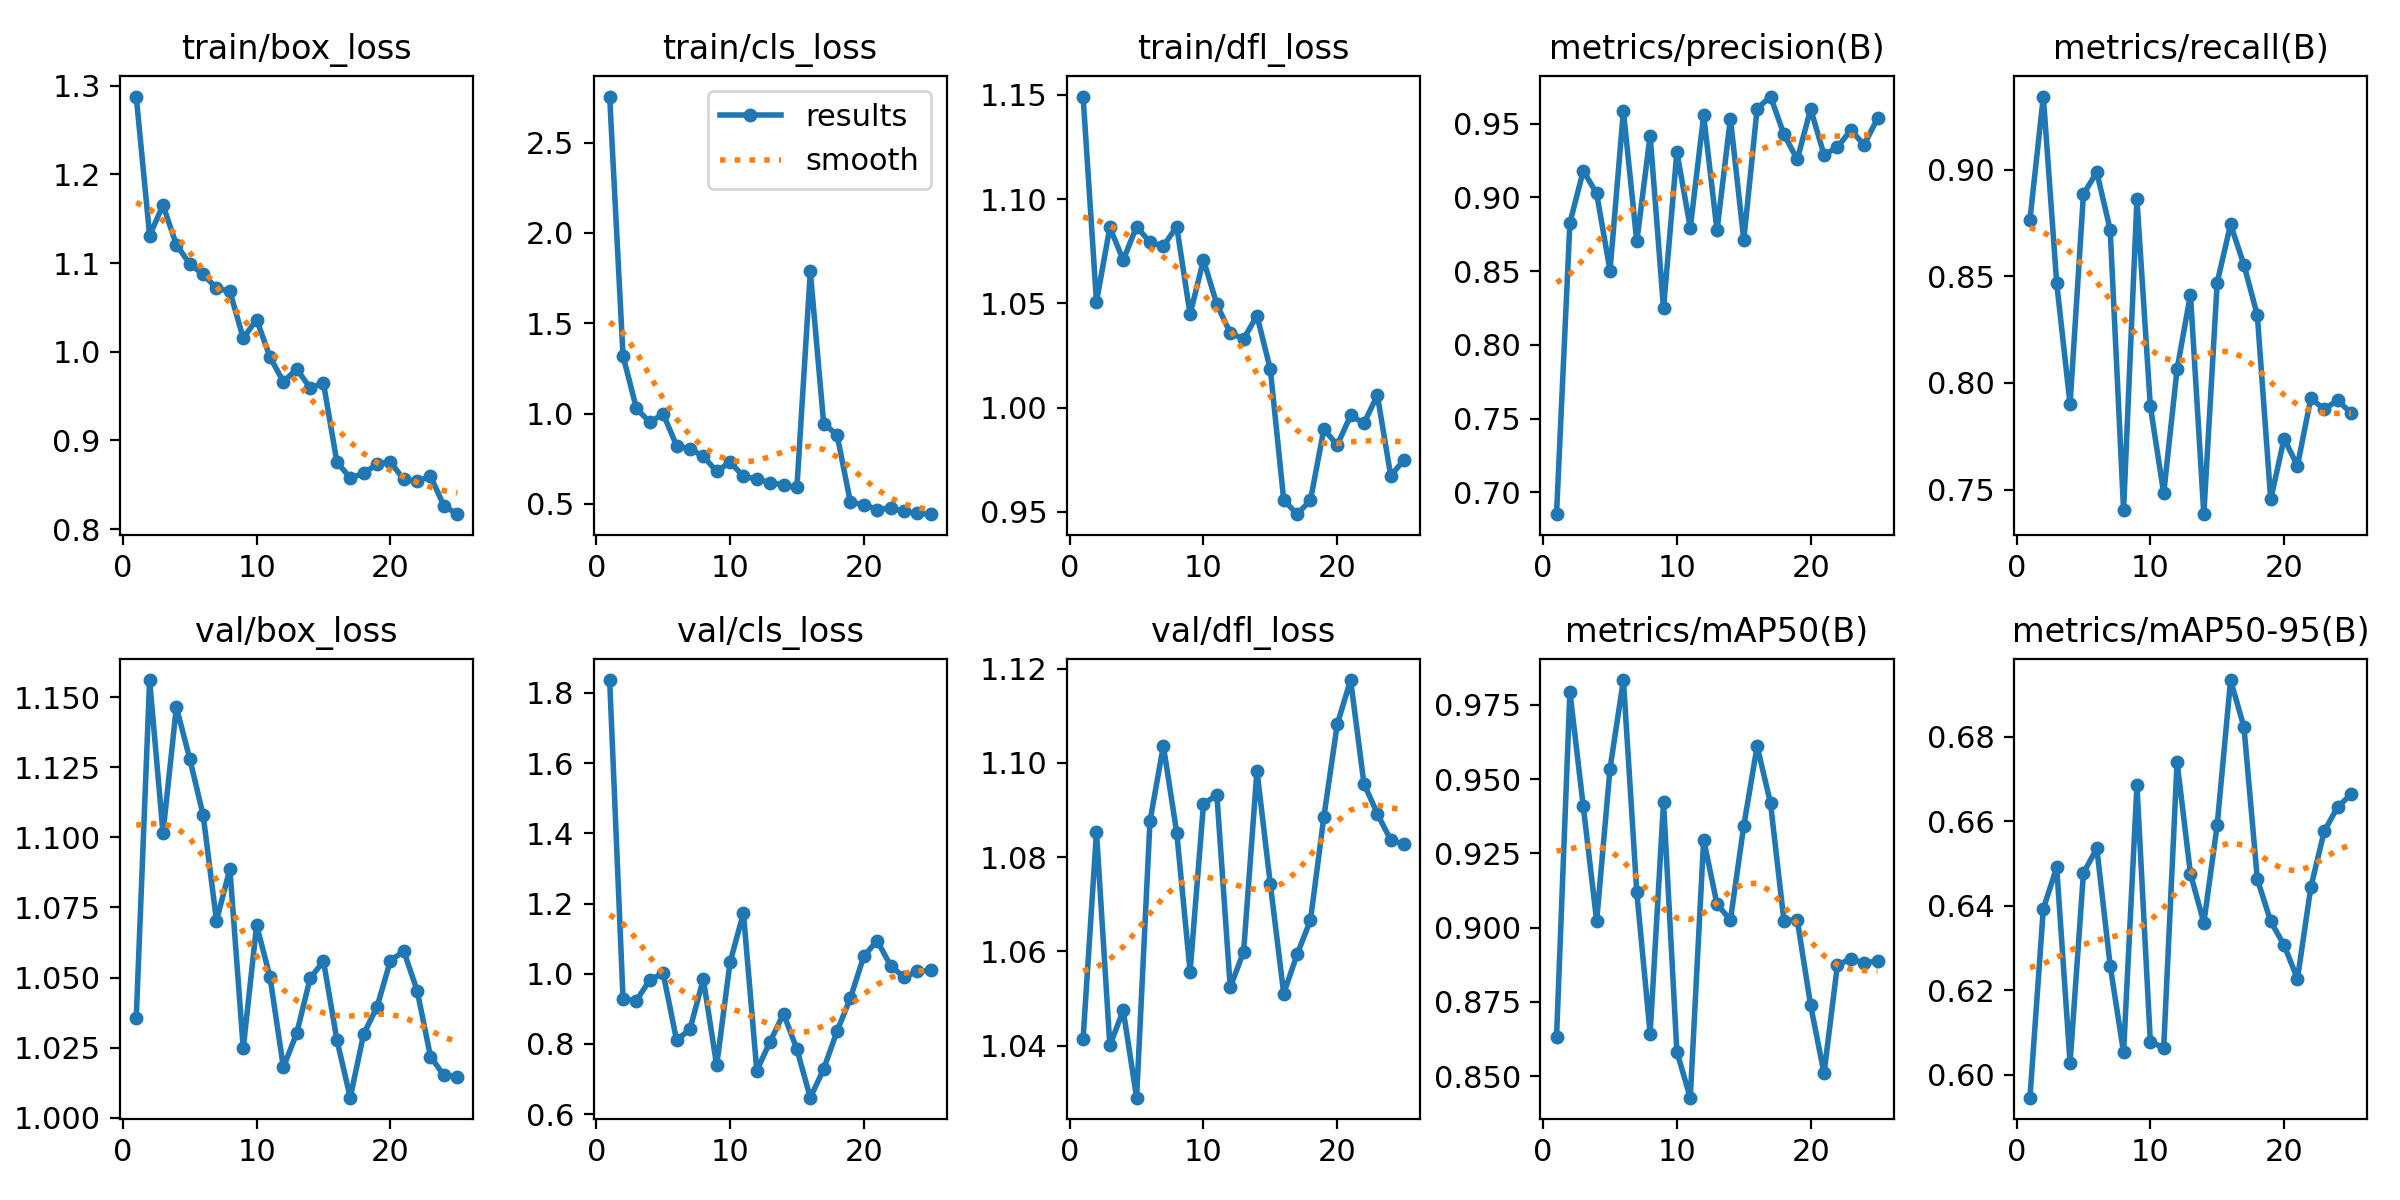 train/box_loss
1.3
1.2
1.1
1.0
0.9
0.8
0 10 20
train/cls_loss
results
smooth
2.5
2.0
1.5
1.0
0.5
0 10 20
train/dfl_loss
1.15
1.10
1.05
1.00
0.95
0 10 20
metrics/precision(B)
0.95
0.90
0.85
0.80
0.75
0.70
0 10 20
metrics/recall(B)
0.90
0.85
0.80
0.75
0 10 20
val/box_loss
1.150
1.125
1.100
1.075
1.050
1.025
1.000
0 10 20
val/cls_loss
1.8
1.6
1.4
1.2
1.0
0.8
0.6
0 10 20
val/dfl_loss
1.12
1.10
1.08
1.06
1.04
0 10 20
metrics/mAP50(B)
0.975
0.950
0.925
0.900
0.875
0.850
0 10 20
metrics/mAP50-95(B)
0.68
0.66
0.64
0.62
0.60
0 10 20